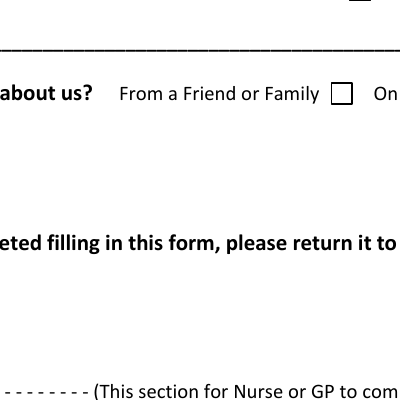 about us? From a Friend or Family ☐ On
eted filling in this form, please return it to
- - - - - - - - (This section for Nurse or GP to com